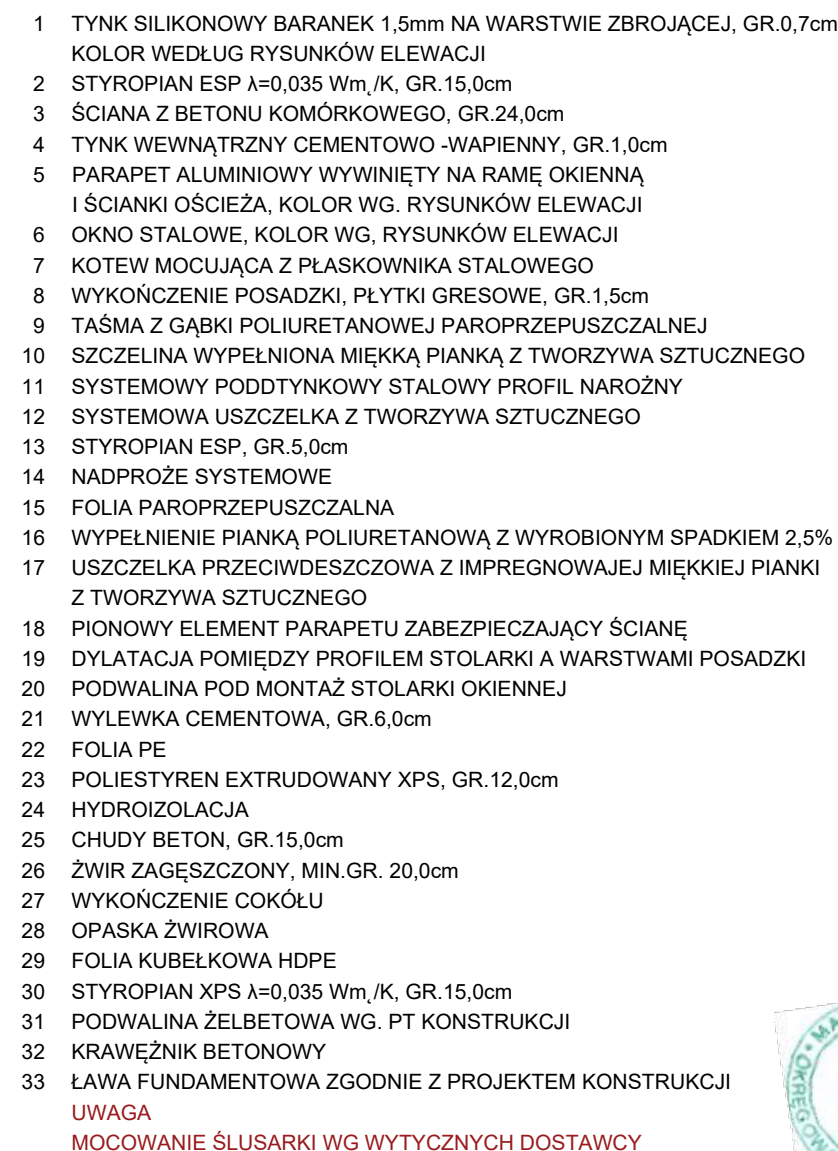 1 TYNK SILIKONOWY BARANEK 1,5mm NA WARSTWIE ZBROJĄCEJ, GR.0,7cm
KOLOR WEDŁUG RYSUNKÓW ELEWACJI
2 STYROPIAN ESP λ=0,035 Wm˛/K, GR.15,0cm
3 ŚCIANA Z BETONU KOMÓRKOWEGO, GR.24,0cm
4 TYNK WEWNĄTRZNY CEMENTOWO -WAPIENNY, GR.1,0cm
5 PARAPET ALUMINIOWY WYWINIĘTY NA RAMĘ OKIENNĄ
I ŚCIANKI OŚCIEŻA, KOLOR WG. RYSUNKÓW ELEWACJI
6 OKNO STALOWE, KOLOR WG, RYSUNKÓW ELEWACJI
7 KOTEW MOCUJĄCA Z PŁASKOWNIKA STALOWEGO
8 WYKOŃCZENIE POSADZKI, PŁYTKI GRESOWE, GR.1,5cm
9 TAŚMA Z GĄBKI POLIURETANOWEJ PAROPRZEPUSZCZALNEJ
10 SZCZELINA WYPEŁNIONA MIĘKKĄ PIANKĄ Z TWORZYWA SZTUCZNEGO
11 SYSTEMOWY PODDTYNKOWY STALOWY PROFIL NAROŻNY
12 SYSTEMOWA USZCZELKA Z TWORZYWA SZTUCZNEGO
13 STYROPIAN ESP, GR.5,0cm
14 NADPROŻE SYSTEMOWE
15 FOLIA PAROPRZEPUSZCZALNA
16 WYPEŁNIENIE PIANKĄ POLIURETANOWĄ Z WYROBIONYM SPADKIEM 2,5%
17 USZCZELKA PRZECIWDESZCZOWA Z IMPREGNOWAJEJ MIĘKKIEJ PIANKI
Z TWORZYWA SZTUCZNEGO
18 PIONOWY ELEMENT PARAPETU ZABEZPIECZAJĄCY ŚCIANĘ
19 DYLATACJA POMIĘDZY PROFILEM STOLARKI A WARSTWAMI POSADZKI
20 PODWALINA POD MONTAŻ STOLARKI OKIENNEJ
21 WYLEWKA CEMENTOWA, GR.6,0cm
22 FOLIA PE
23 POLIESTYREN EXTRUDOWANY XPS, GR.12,0cm
24 HYDROIZOLACJA
25 CHUDY BETON, GR.15,0cm
26 ŻWIR ZAGĘSZCZONY, MIN.GR. 20,0cm
27 WYKOŃCZENIE COKÓŁU
28 OPASKA ŻWIROWA
29 FOLIA KUBEŁKOWA HDPE
30 STYROPIAN XPS λ=0,035 Wm˛/K, GR.15,0cm
31 PODWALINA ŻELBETOWA WG. PT KONSTRUKCJI
32 KRAWĘŻNIK BETONOWY
33 ŁAWA FUNDAMENTOWA ZGODNIE Z PROJEKTEM KONSTRUKCJI
UWAGA
MOCOWANIE ŚLUSARKI WG WYTYCZNYCH DOSTAWCY